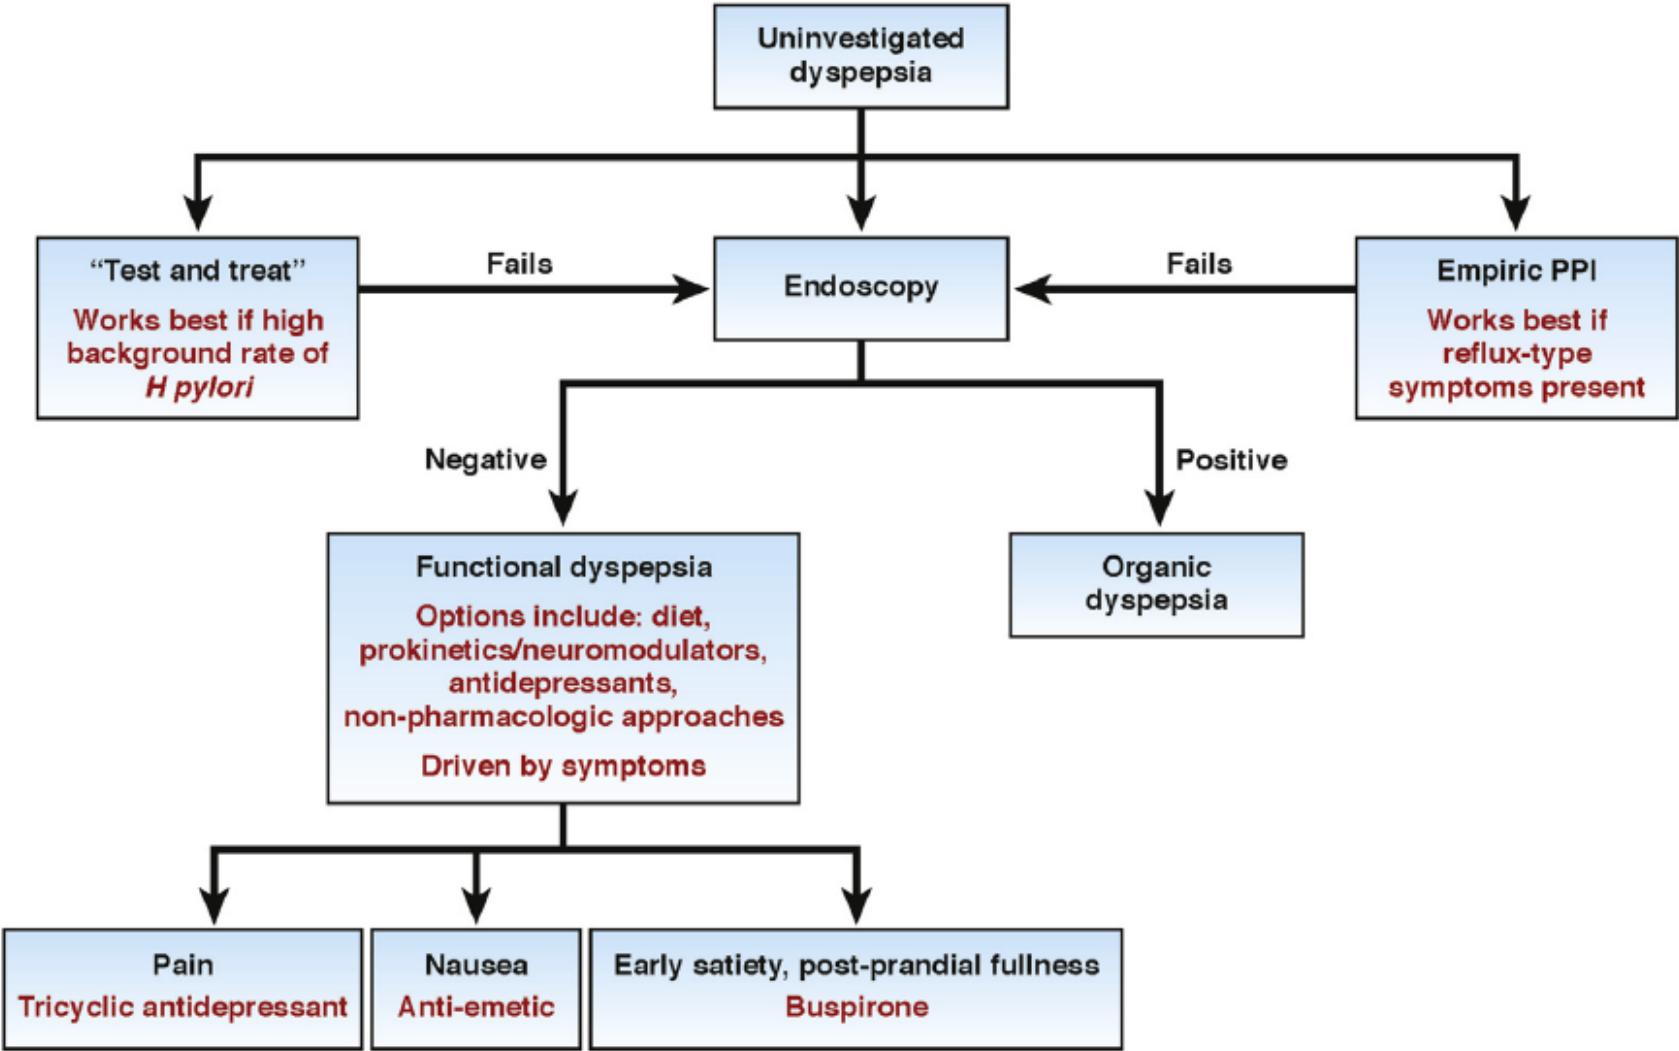 Uninvestigated
dyspepsia
“Test and treat”
Works best if high
background rate of
H pylori
Fails
Endoscopy
Fails
Empiric PPI
Works best if
reflux-type
symptoms present
Negative
Positive
Functional dyspepsia
Options include: diet,
prokinetics/neuromodulators,
antidepressants,
non-pharmacologic approaches
Driven by symptoms
Organic
dyspepsia
Pain
Tricyclic antidepressant
Nausea
Anti-emetic
Early satiety, post-prandial fullness
Buspirone